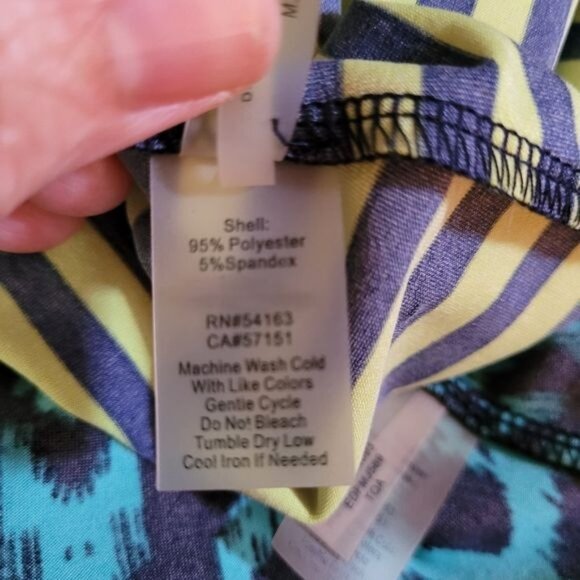 Shell:
95% Polyester
5%Spandex
RN#54163
CA#57151
Machine Wash Cold
With Like Colors
Gentle Cycle
Do Not Bleach
Tumble Dry Low
Cool Iron If Needed
TQA